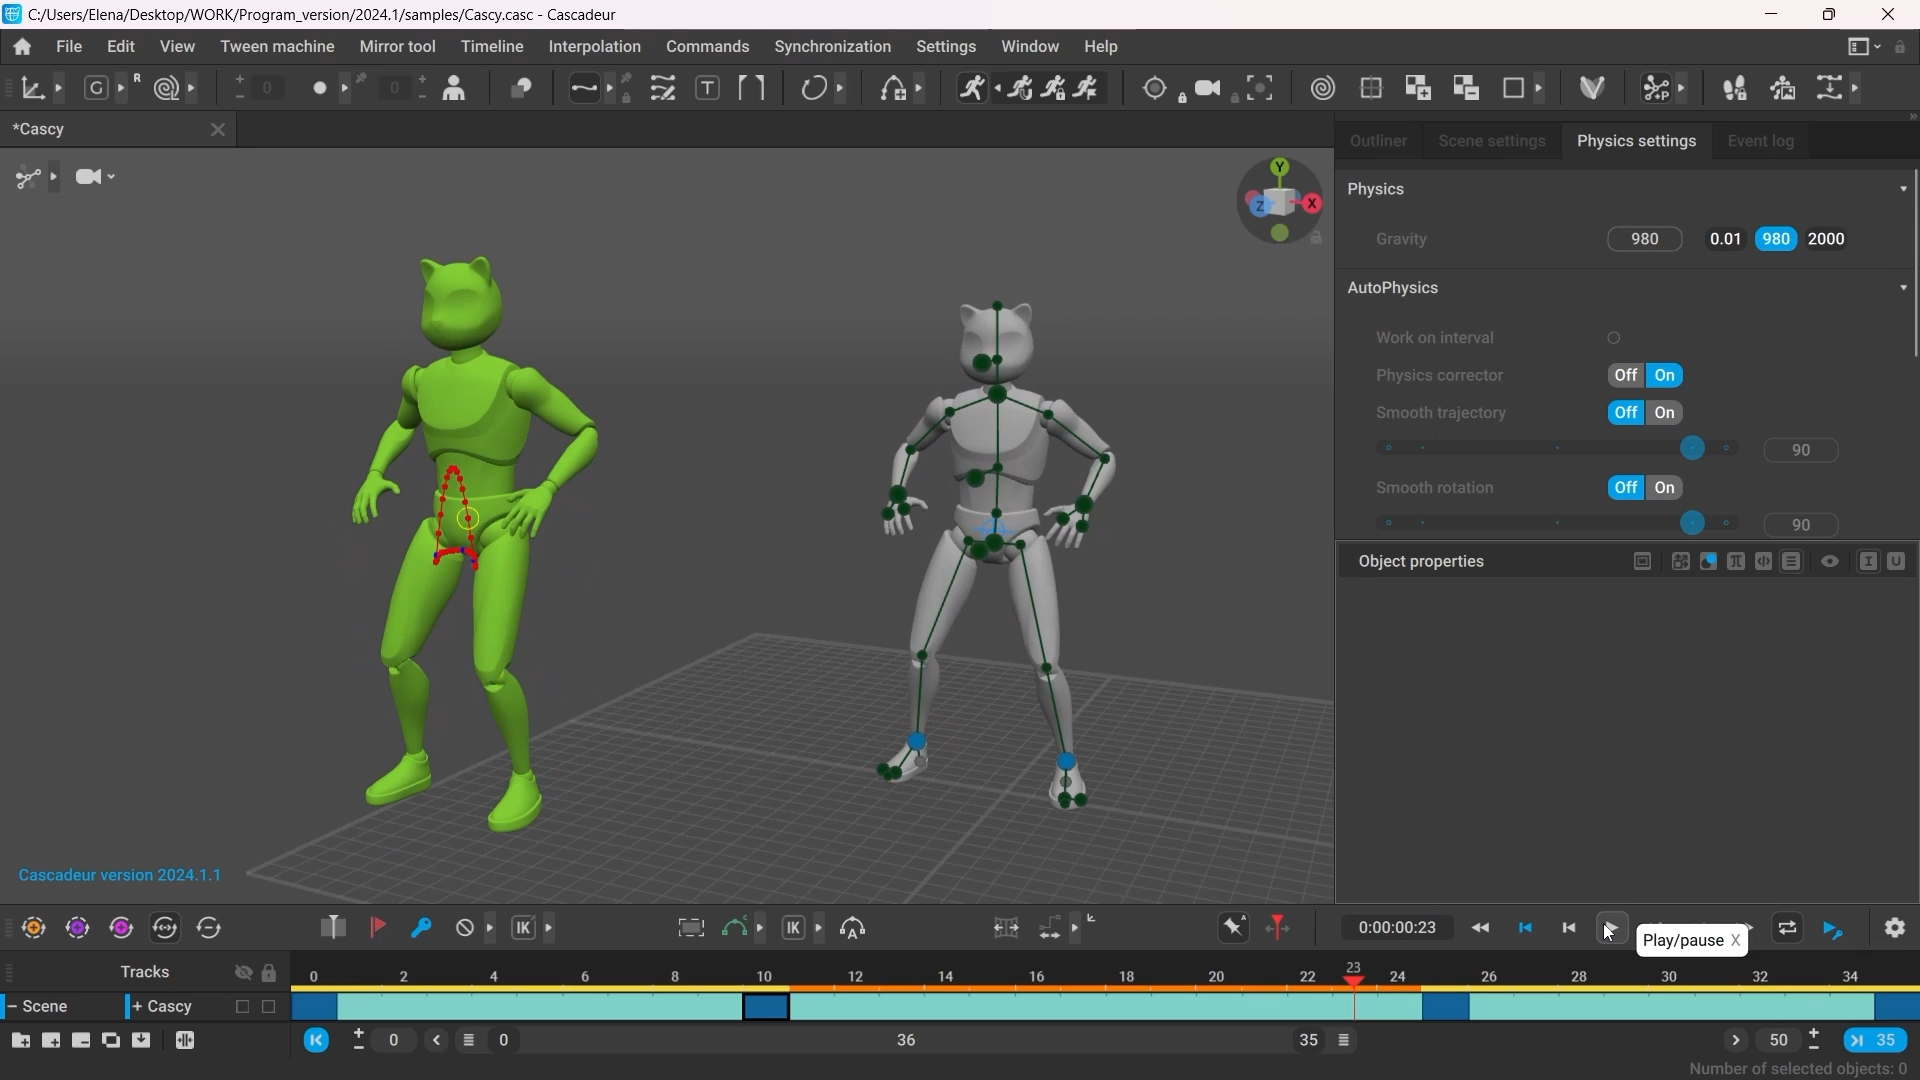 C:/Users/Elena/Desktop/WORK/Program_version/2024.1/samples/Cascy.casc - Cascadeur
File Edit View Tween machine Mirror tool Timeline Interpolation Commands Synchronization Settings Window Help
G R 0 0 T P
*Cascy
Outliner Scene settings Physics settings Event log
Y
X
Z
Physics
Gravity 980 0.01 980 2000
AutoPhysics
Work on interval
Physics corrector Off On
Smooth trajectory Off On
90
Smooth rotation Off On
90
Object properties I U
Cascadeur version 2024.1.1
IK IK A 0:00:00:23
Play/pause X
Tracks 0 2 4 6 8 10 12 14 16 18 20 22 23 24 26 28 30 32 34
- Scene + Cascy
0 0 36 35 50 35
Number of selected objects: 0